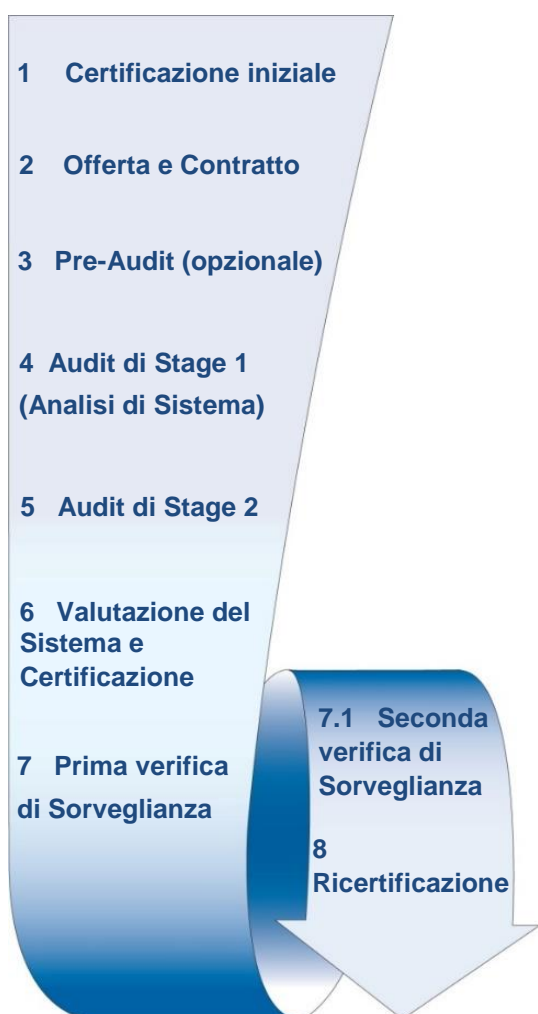 1 Certificazione iniziale
2 Offerta e Contratto
3 Pre-Audit (opzionale)
4 Audit di Stage 1
(Analisi di Sistema)
5 Audit di Stage 2
6 Valutazione del
Sistema e
Certificazione
7 Prima verifica
di Sorveglianza
7.1 Seconda
verifica di
Sorveglianza
8
Ricertificazione